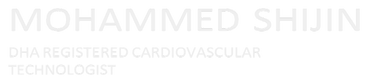 MOHAMMED SHIJIN
DHA REGISTERED CARDIOVASCULAR
TECHNOLOGIST